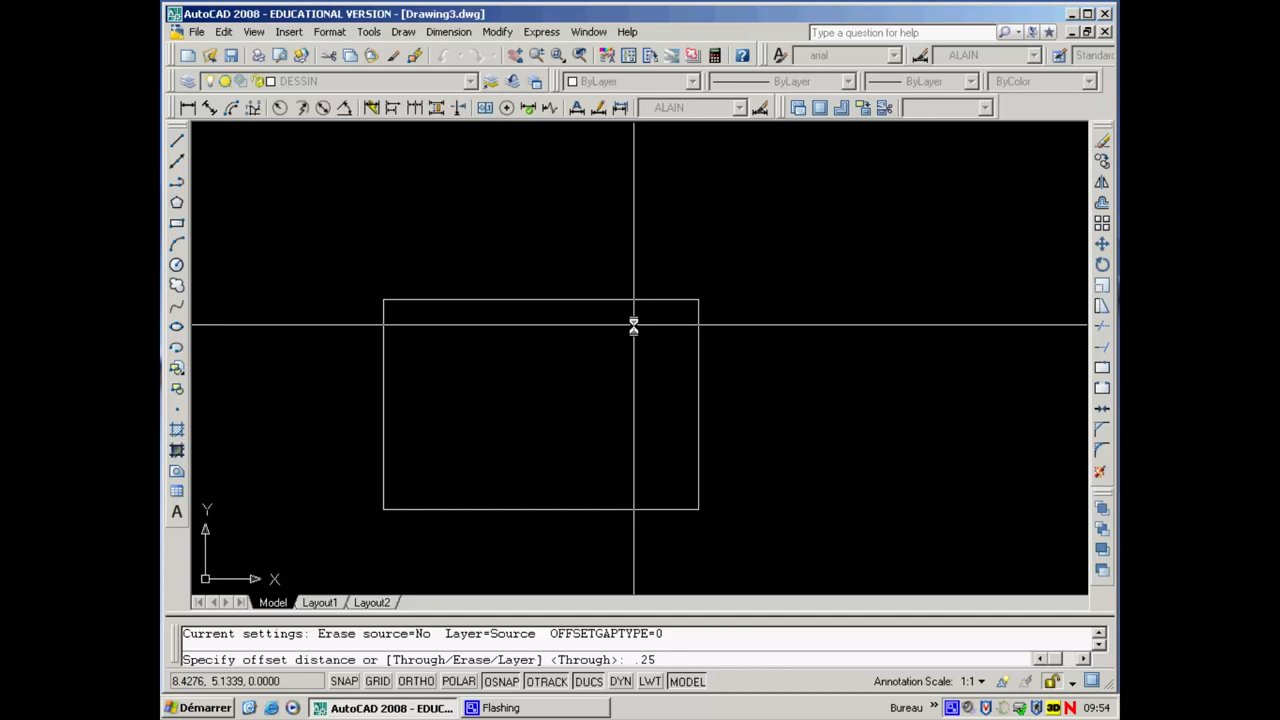 AutoCAD 2008 - EDUCATIONAL VERSION - [Drawing3.dwg]
File Edit View Insert Format Tools Draw Dimension Modify Express Window Help Type a question for help
arial ALAIN Standar
DESSIN ByLayer ByLayer ByLayer ByColor
ALAIN
Y
X
Model Layout1 Layout2
Current settings: Erase source=No Layer=Source OFFSETGAPTYPE=0
Specify offset distance or [Through/Erase/Layer] <Through>: .25
8.4276, 5.1339, 0.0000 SNAP GRID ORTHO POLAR OSNAP OTRACK DUCS DYN LWT MODEL Annotation Scale: 1:1
Démarrer AutoCAD 2008 - EDUC... Flashing Bureau » 3D N 09:54